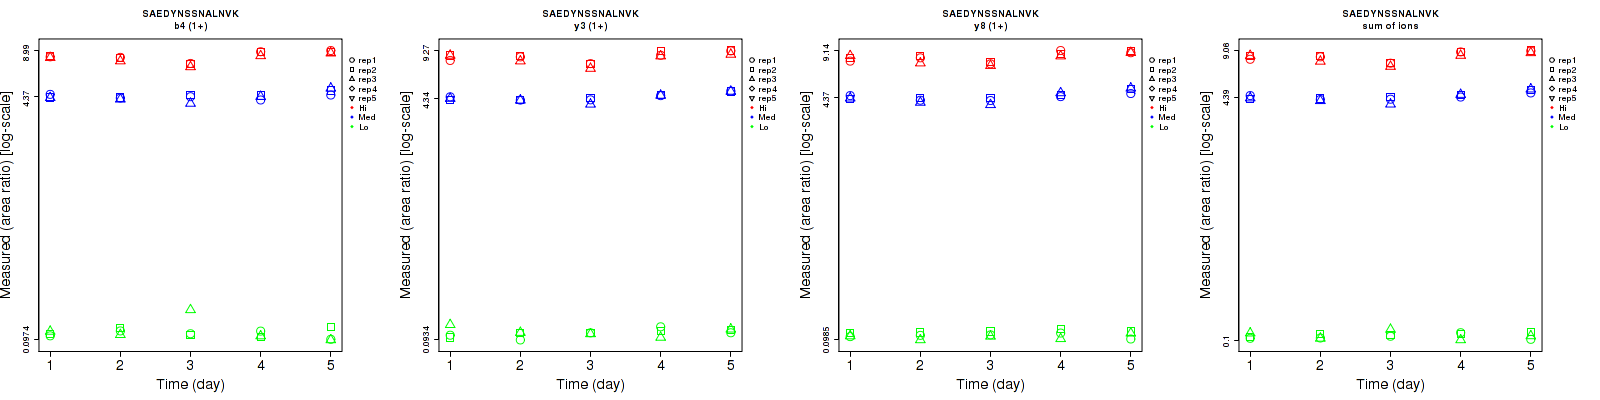 SAEDYNSSNALNVK
b4 (1+)
Measured (area ratio) [log-scale]
8.99
4.37
0.0974
1 2 3 4 5
Time (day)
rep1
rep2
rep3
rep4
rep5
Hi
Med
Lo
SAEDYNSSNALNVK
y3 (1+)
Measured (area ratio) [log-scale]
9.27
4.34
0.0934
1 2 3 4 5
Time (day)
rep1
rep2
rep3
rep4
rep5
Hi
Med
Lo
SAEDYNSSNALNVK
y8 (1+)
Measured (area ratio) [log-scale]
9.14
4.37
0.0985
1 2 3 4 5
Time (day)
rep1
rep2
rep3
rep4
rep5
Hi
Med
Lo
SAEDYNSSNALNVK
sum of ions
Measured (area ratio) [log-scale]
9.06
4.39
0.1
1 2 3 4 5
Time (day)
rep1
rep2
rep3
rep4
rep5
Hi
Med
Lo